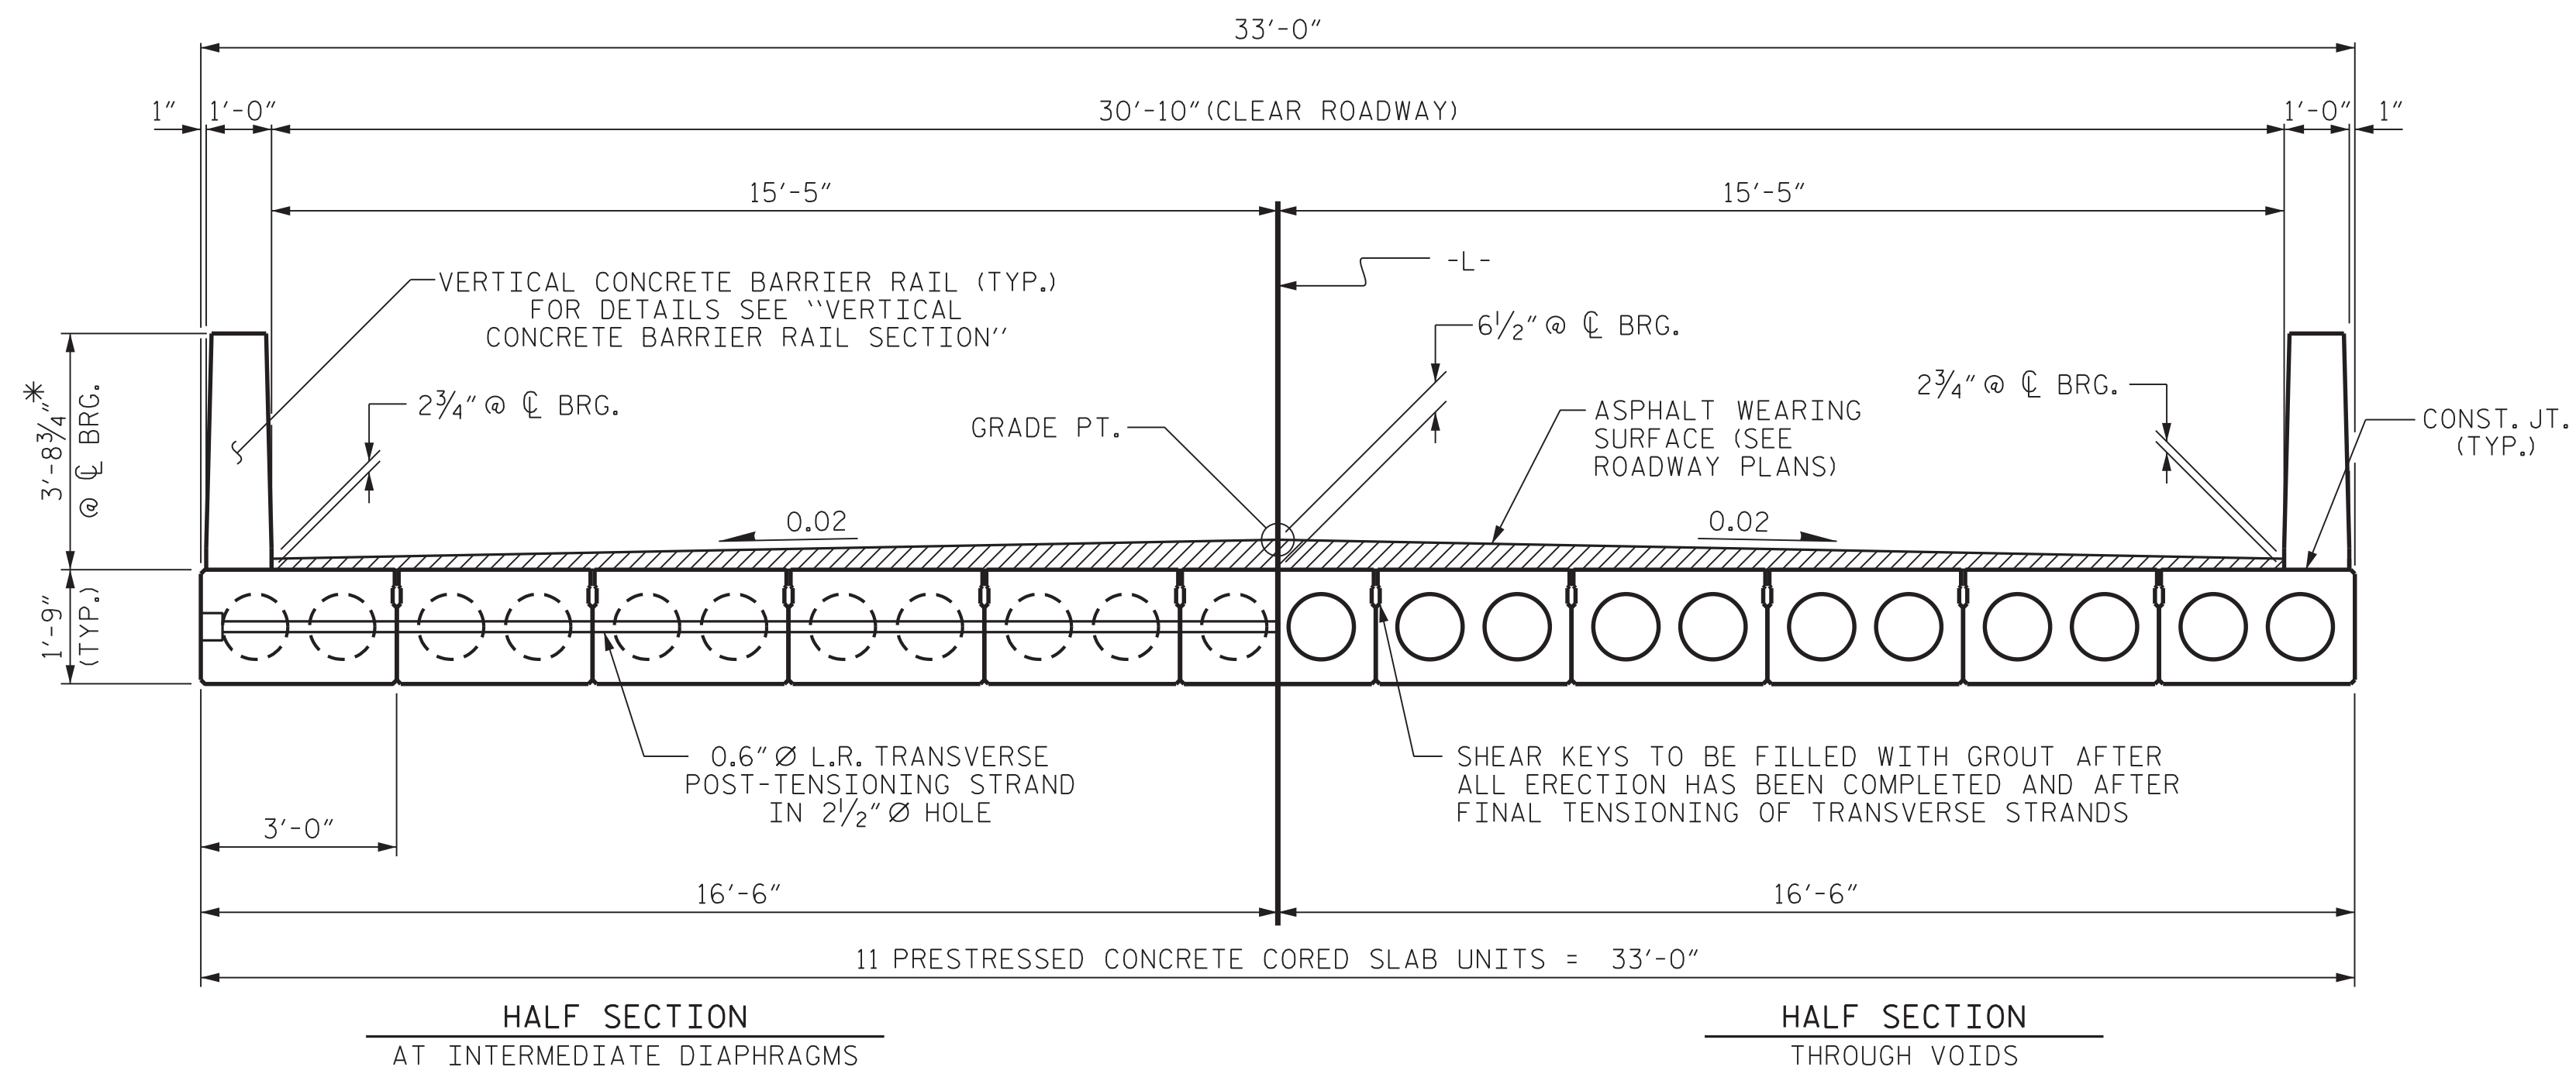 33'-0"
1" 1'-0" 30'-10"(CLEAR ROADWAY) 1'-0" 1"
15'-5" 15'-5"
-L-
VERTICAL CONCRETE BARRIER RAIL (TYP.)
FOR DETAILS SEE "VERTICAL
CONCRETE BARRIER RAIL SECTION"
6½"@ ℄ BRG.
2¾"@ ℄ BRG.
2¾"@ ℄ BRG.
3'-8¾"*
@ ℄ BRG.
GRADE PT.
ASPHALT WEARING
SURFACE (SEE
ROADWAY PLANS)
CONST. JT.
(TYP.)
0.02 0.02
1'-9"
(TYP.)
0.6"Ø L.R. TRANSVERSE
POST-TENSIONING STRAND
IN 2½"Ø HOLE
SHEAR KEYS TO BE FILLED WITH GROUT AFTER
ALL ERECTION HAS BEEN COMPLETED AND AFTER
FINAL TENSIONING OF TRANSVERSE STRANDS
3'-0"
16'-6" 16'-6"
11 PRESTRESSED CONCRETE CORED SLAB UNITS = 33'-0"
HALF SECTION
AT INTERMEDIATE DIAPHRAGMS
HALF SECTION
THROUGH VOIDS